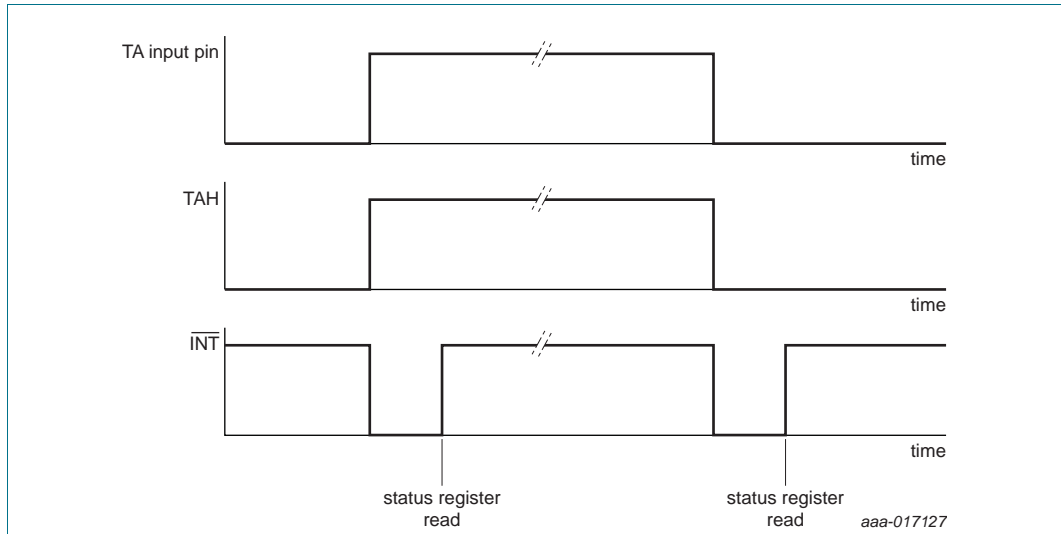 TA input pin
time
TAH
time
INT
time
status register
read
status register
read
aaa-017127